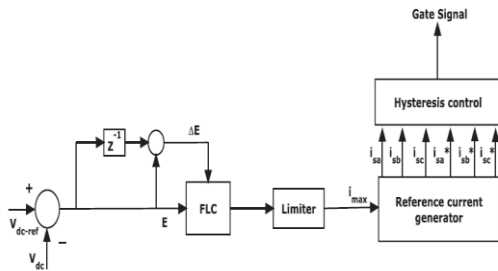 Gate Signal
Hysteresis control
i_sa i_sb i_sc i_sa* i_sb* i_sc*
Z^-1
ΔE
+
V_dc-ref
−
V_dc
E
FLC
Limiter
i_max
Reference current
generator